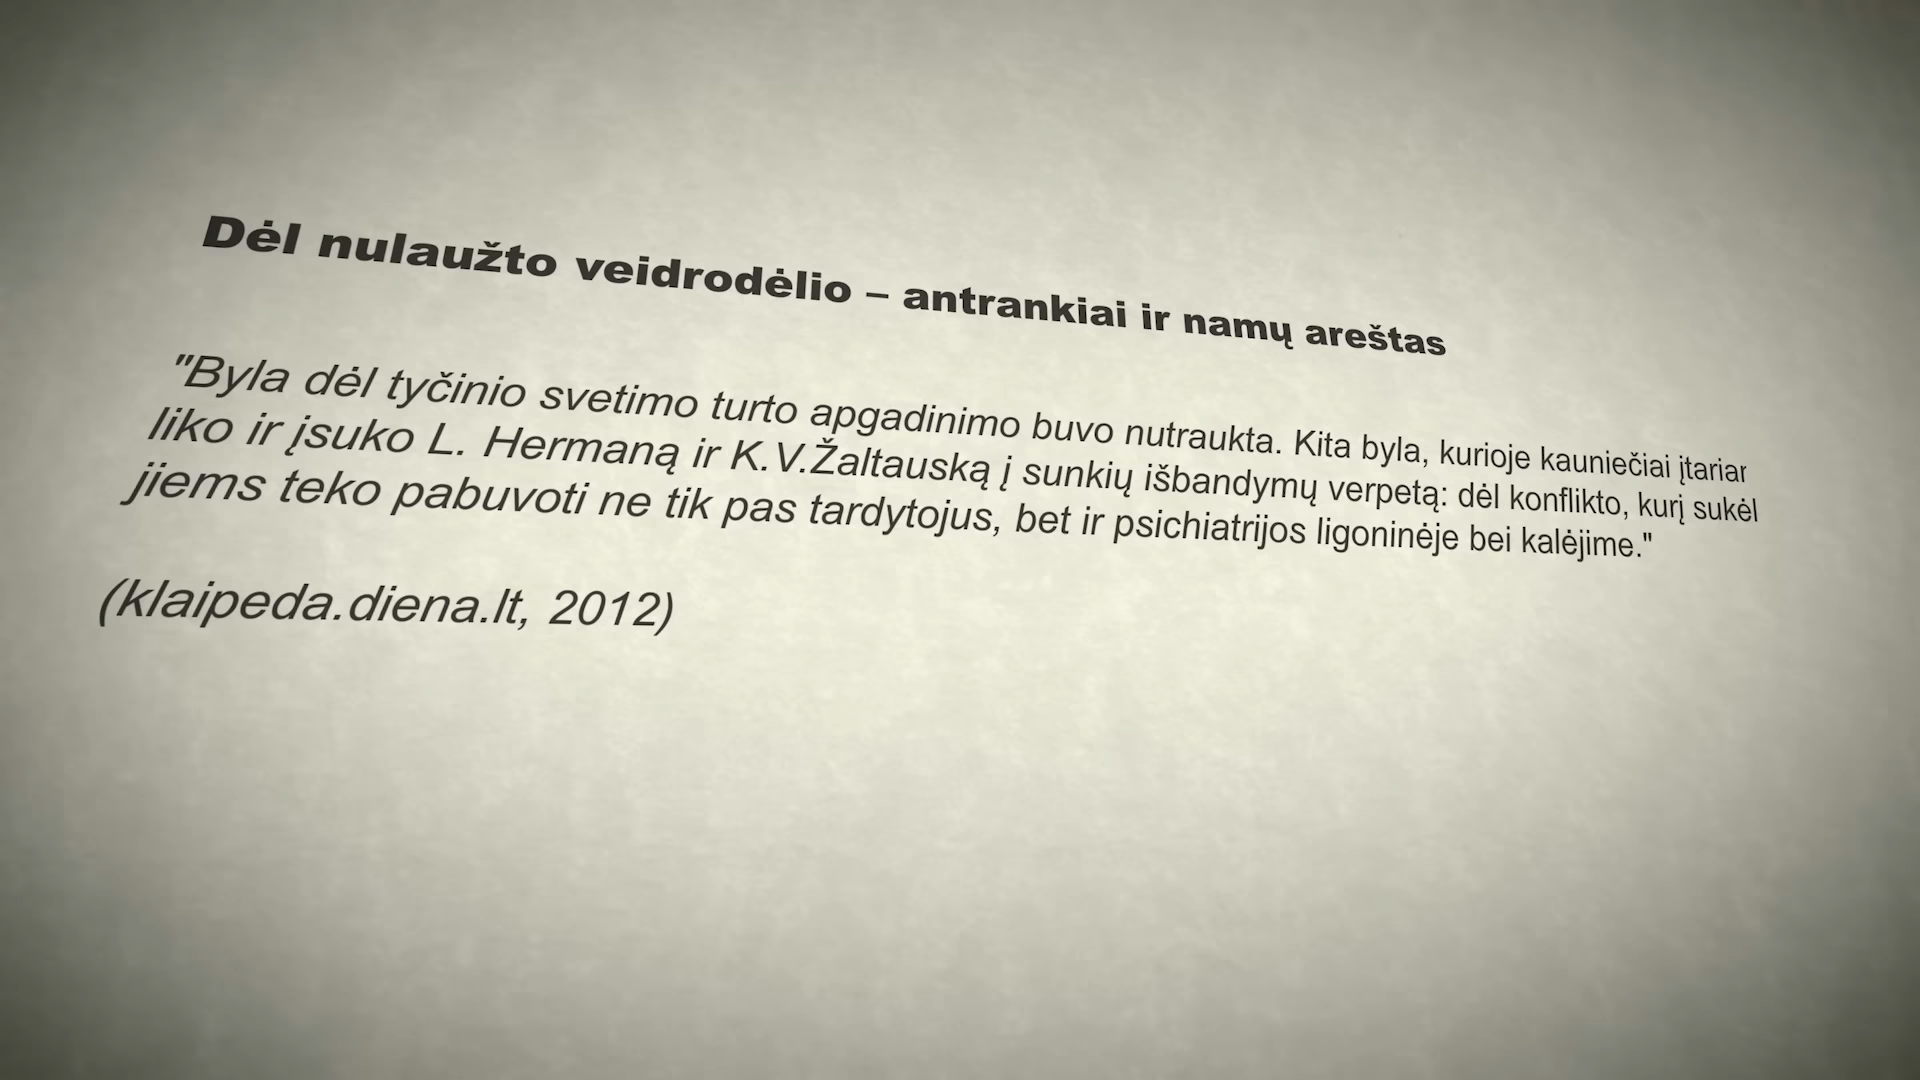 Dėl nulaužto veidrodėlio – antrankiai ir namų areštas
"Byla dėl tyčinio svetimo turto apgadinimo buvo nutraukta. Kita byla, kurioje kauniečiai įtariar
liko ir įsuko L. Hermaną ir K.V.Žaltauską į sunkių išbandymų verpetą: dėl konflikto, kurį sukėl
jiems teko pabuvoti ne tik pas tardytojus, bet ir psichiatrijos ligoninėje bei kalėjime."
(klaipeda.diena.lt, 2012)